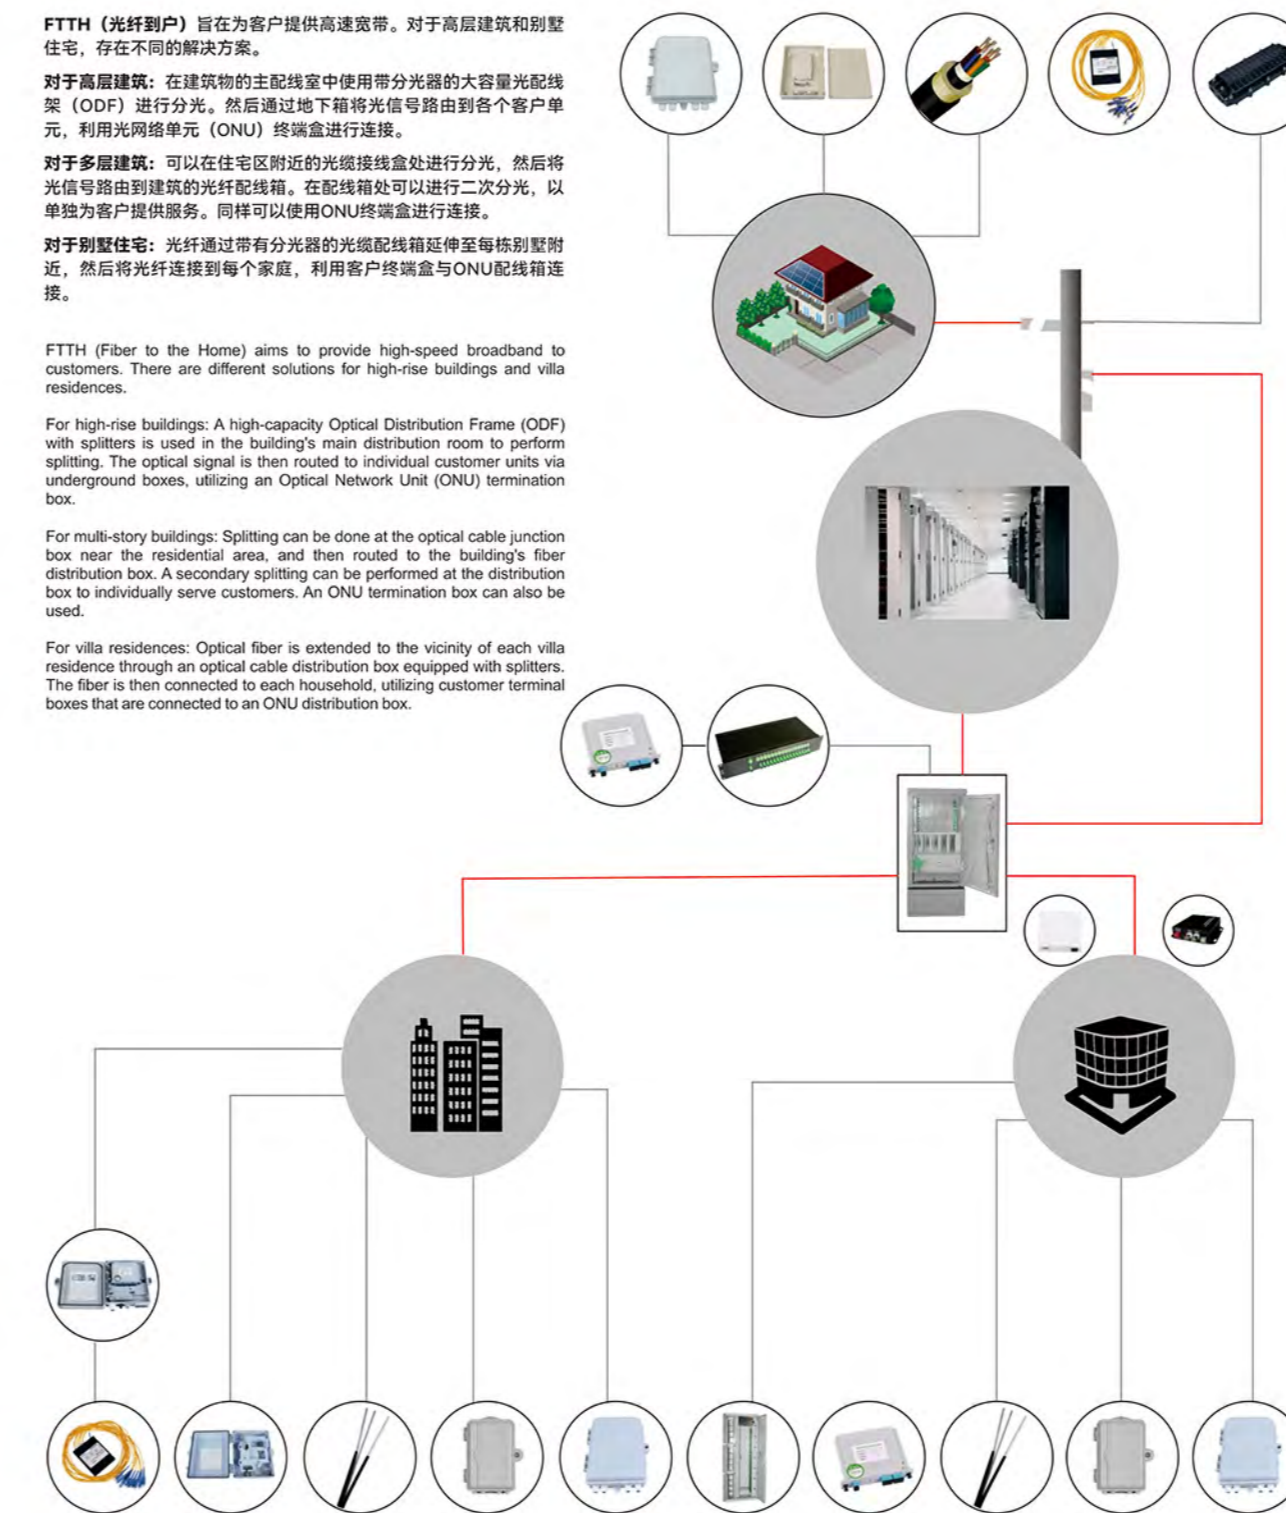 FTTH（光纤到户）旨在为客户提供高速宽带。对于高层建筑和别墅
住宅，存在不同的解决方案。
对于高层建筑：在建筑物的主配线室中使用带分光器的大容量光配线
架（ODF）进行分光。然后通过地下箱将光信号路由到各个客户单
元，利用光网络单元（ONU）终端盒进行连接。
对于多层建筑：可以在住宅区附近的光缆接线盒处进行分光，然后将
光信号路由到建筑的光纤配线箱。在配线箱处可以进行二次分光，以
单独为客户提供服务。同样可以使用ONU终端盒进行连接。
对于别墅住宅：光纤通过带有分光器的光缆配线箱延伸至每栋别墅附
近，然后将光纤连接到每个家庭，利用客户终端盒与ONU配线箱连
接。
FTTH (Fiber to the Home) aims to provide high-speed broadband to
customers. There are different solutions for high-rise buildings and villa
residences.
For high-rise buildings: A high-capacity Optical Distribution Frame (ODF)
with splitters is used in the building's main distribution room to perform
splitting. The optical signal is then routed to individual customer units via
underground boxes, utilizing an Optical Network Unit (ONU) termination
box.
For multi-story buildings: Splitting can be done at the optical cable junction
box near the residential area, and then routed to the building's fiber
distribution box. A secondary splitting can be performed at the distribution
box to individually serve customers. An ONU termination box can also be
used.
For villa residences: Optical fiber is extended to the vicinity of each villa
residence through an optical cable distribution box equipped with splitters.
The fiber is then connected to each household, utilizing customer terminal
boxes that are connected to an ONU distribution box.